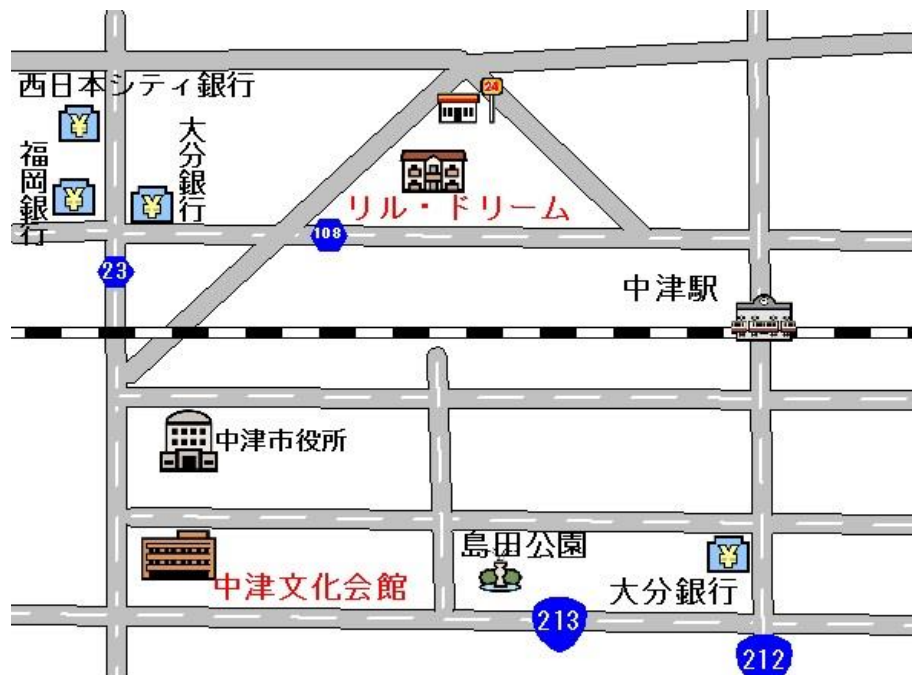 西日本シティ銀行
24
大分銀行
福岡銀行
リル・ドリーム
108
23
中津駅
中津市役所
島田公園
中津文化会館
大分銀行
213
212